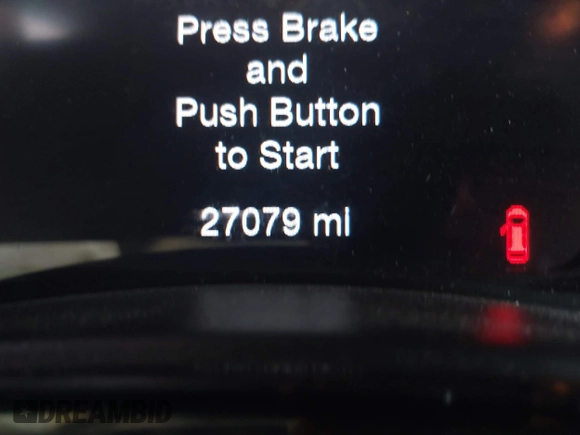 Press Brake
and
Push Button
to Start
27079 mi
DREAMBID